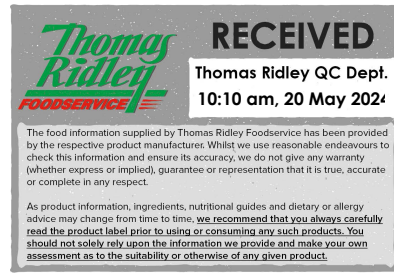 Thomas
Ridley
FOODSERVICE
RECEIVED
Thomas Ridley QC Dept.
10:10 am, 20 May 2024
The food information supplied by Thomas Ridley Foodservice has been provided
by the respective product manufacturer. Whilst we use reasonable endeavours to
check this information and ensure its accuracy, we do not give any warranty
(whether express or implied), guarantee or representation that it is true, accurate
or complete in any respect.
As product information, ingredients, nutritional guides and dietary or allergy
advice may change from time to time, we recommend that you always carefully
read the product label prior to using or consuming any such products. You
should not solely rely upon the information we provide and make your own
assessment as to the suitability or otherwise of any given product.